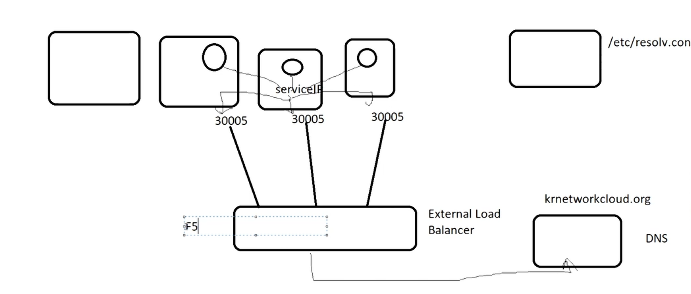 /etc/resolv.con
serviceIP
30005
30005
30005
krnetworkcloud.org
External Load
Balancer
F5
DNS